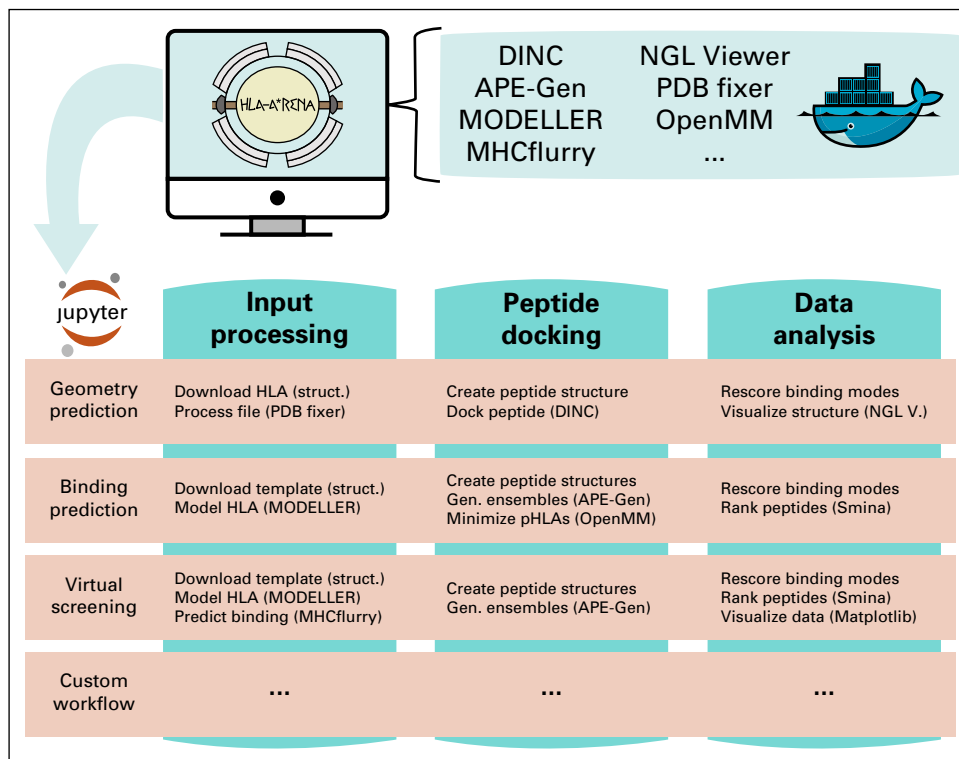 HLA-A*RENA
DINC
APE-Gen
MODELLER
MHCflurry
NGL Viewer
PDB fixer
OpenMM
...
jupyter
Input
processing
Peptide
docking
Data
analysis
Geometry
prediction
Download HLA (struct.)
Process file (PDB fixer)
Create peptide structure
Dock peptide (DINC)
Rescore binding modes
Visualize structure (NGL V.)
Binding
prediction
Download template (struct.)
Model HLA (MODELLER)
Create peptide structures
Gen. ensembles (APE-Gen)
Minimize pHLAs (OpenMM)
Rescore binding modes
Rank peptides (Smina)
Virtual
screening
Download template (struct.)
Model HLA (MODELLER)
Predict binding (MHCflurry)
Create peptide structures
Gen. ensembles (APE-Gen)
Rescore binding modes
Rank peptides (Smina)
Visualize data (Matplotlib)
Custom
workflow
...
...
...